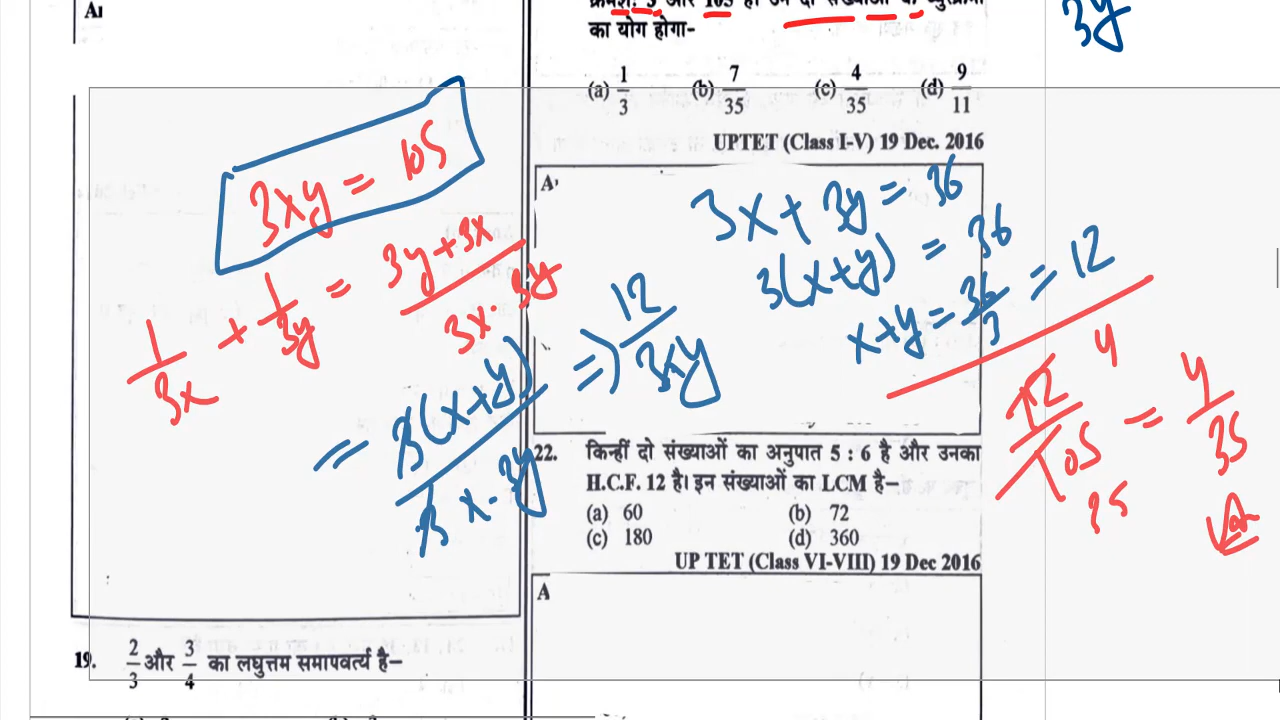 A
क्रमशः 3 और 105 हो। उन दो संख्याओं के व्युत्क्रमों
का योग होगा-
(a) 1/3 (b) 7/35 (c) 4/35 (d) 9/11
UPTET (Class I-V) 19 Dec. 2016
3y
3xy = 105
1/3x + 1/3y = 3y+3x / 3x·3y
= 3(x+y) / 3x·3y ⇒ 12/3xy
A
3x + 3y = 36
3(x+y) = 36
x+y = 36/3 = 12
12/105 = 4/35
4
35
22. किन्हीं दो संख्याओं का अनुपात 5 : 6 है और उनका
H.C.F. 12 है। इन संख्याओं का LCM है–
(a) 60 (b) 72
(c) 180 (d) 360
UP TET (Class VI-VIII) 19 Dec 2016
A
19. 2/3 और 3/4 का लघुत्तम समापवर्त्य है–